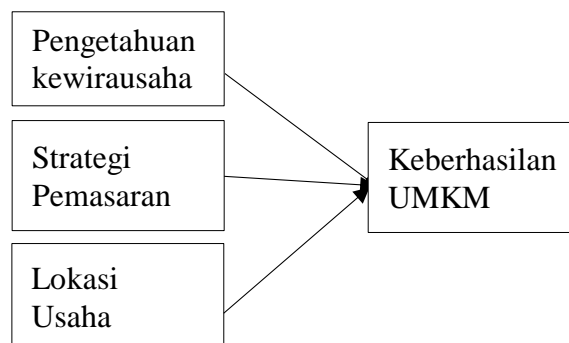 Pengetahuan
kewirausaha
Strategi
Pemasaran
Lokasi
Usaha
Keberhasilan
UMKM